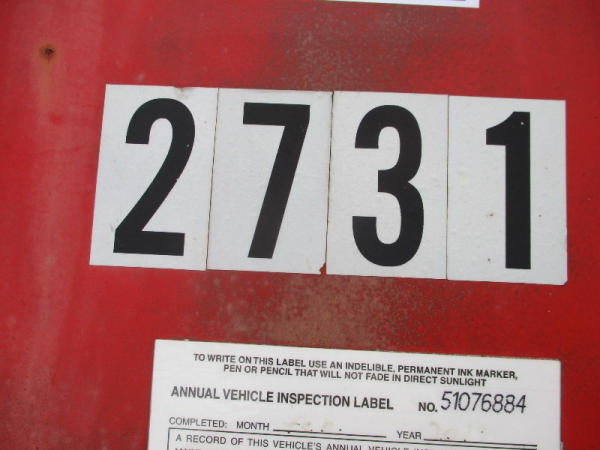 2731
TO WRITE ON THIS LABEL USE AN INDELIBLE, PERMANENT INK MARKER,
PEN OR PENCIL THAT WILL NOT FADE IN DIRECT SUNLIGHT
ANNUAL VEHICLE INSPECTION LABEL NO. 51076884
COMPLETED: MONTH YEAR
A RECORD OF THIS VEHICLE'S ANNUAL VEHICLE